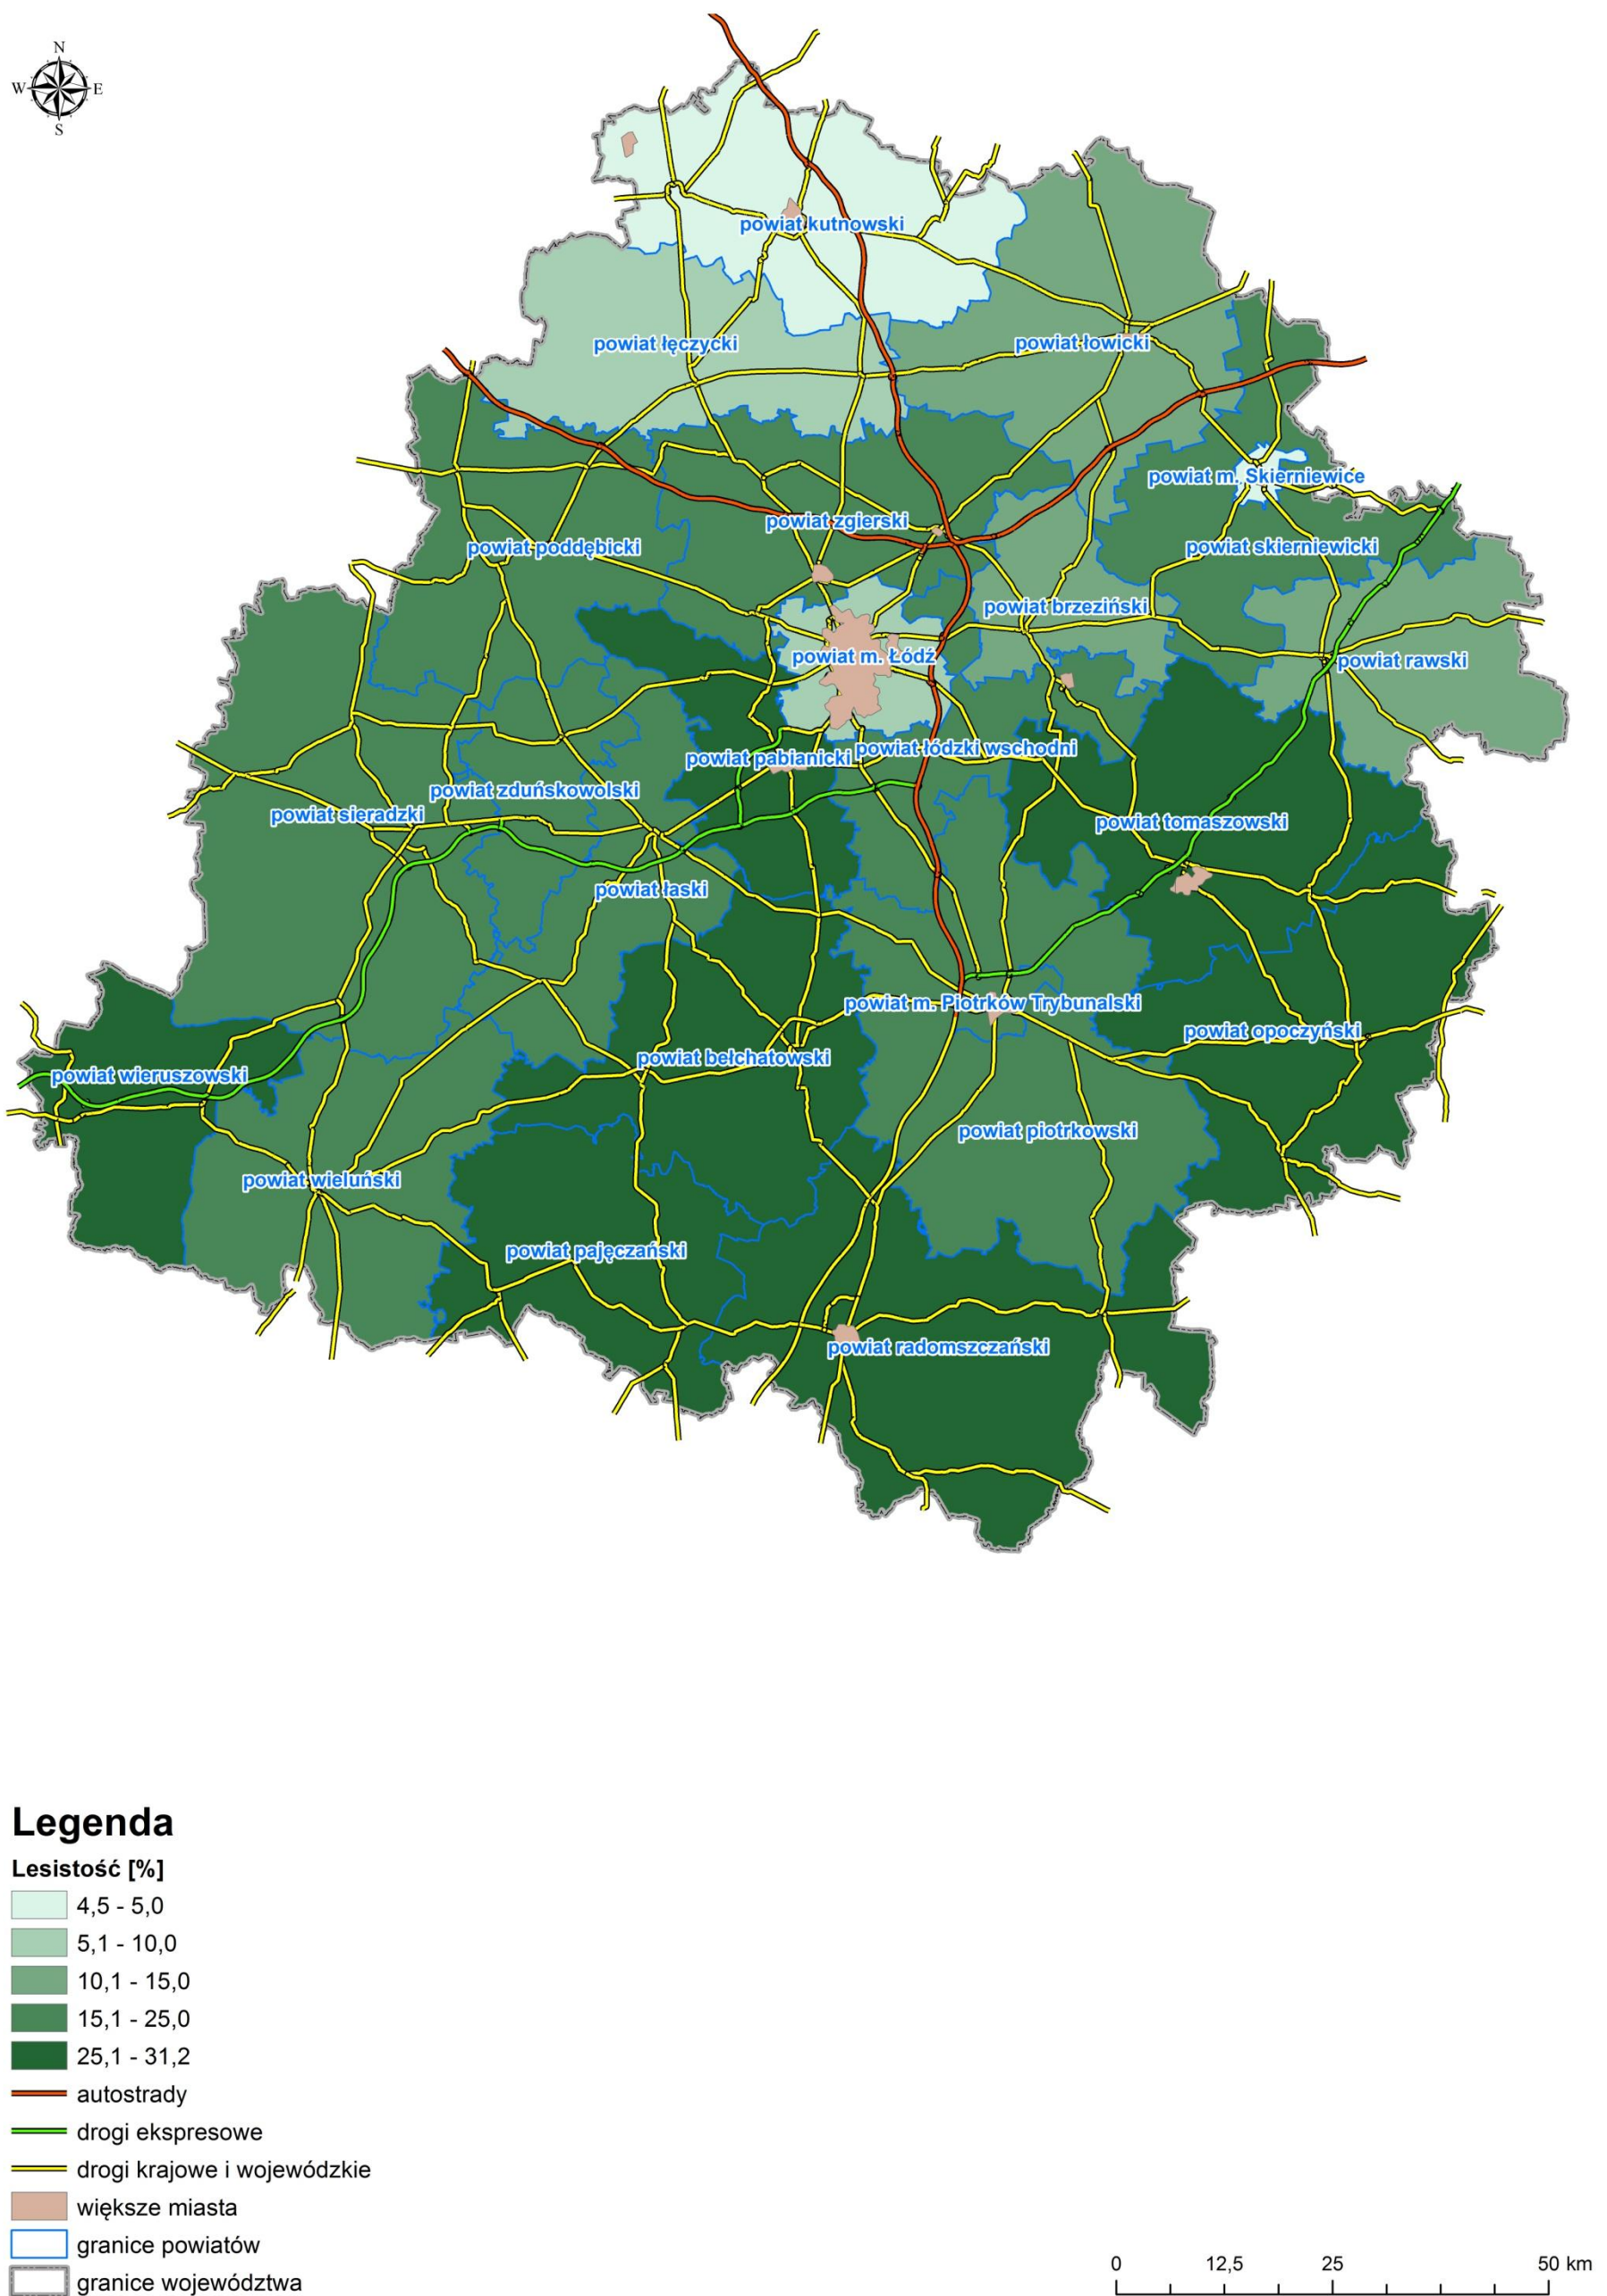 N
W E
S
powiat kutnowski
powiat łęczycki
powiat łowicki
powiat m. Skierniewice
powiat zgierski
powiat poddębicki
powiat skierniewicki
powiat brzeziński
powiat m. Łódź
powiat rawski
powiat łódzki wschodni
powiat pabianicki
powiat zduńskowolski
powiat sieradzki
powiat tomaszowski
powiat łaski
powiat m. Piotrków Trybunalski
powiat opoczyński
powiat bełchatowski
powiat wieruszowski
powiat piotrkowski
powiat wieluński
powiat pajęczański
powiat radomszczański
Legenda
Lesistość [%]
4,5 - 5,0
5,1 - 10,0
10,1 - 15,0
15,1 - 25,0
25,1 - 31,2
autostrady
drogi ekspresowe
drogi krajowe i wojewódzkie
większe miasta
granice powiatów
granice województwa
0 12,5 25 50 km